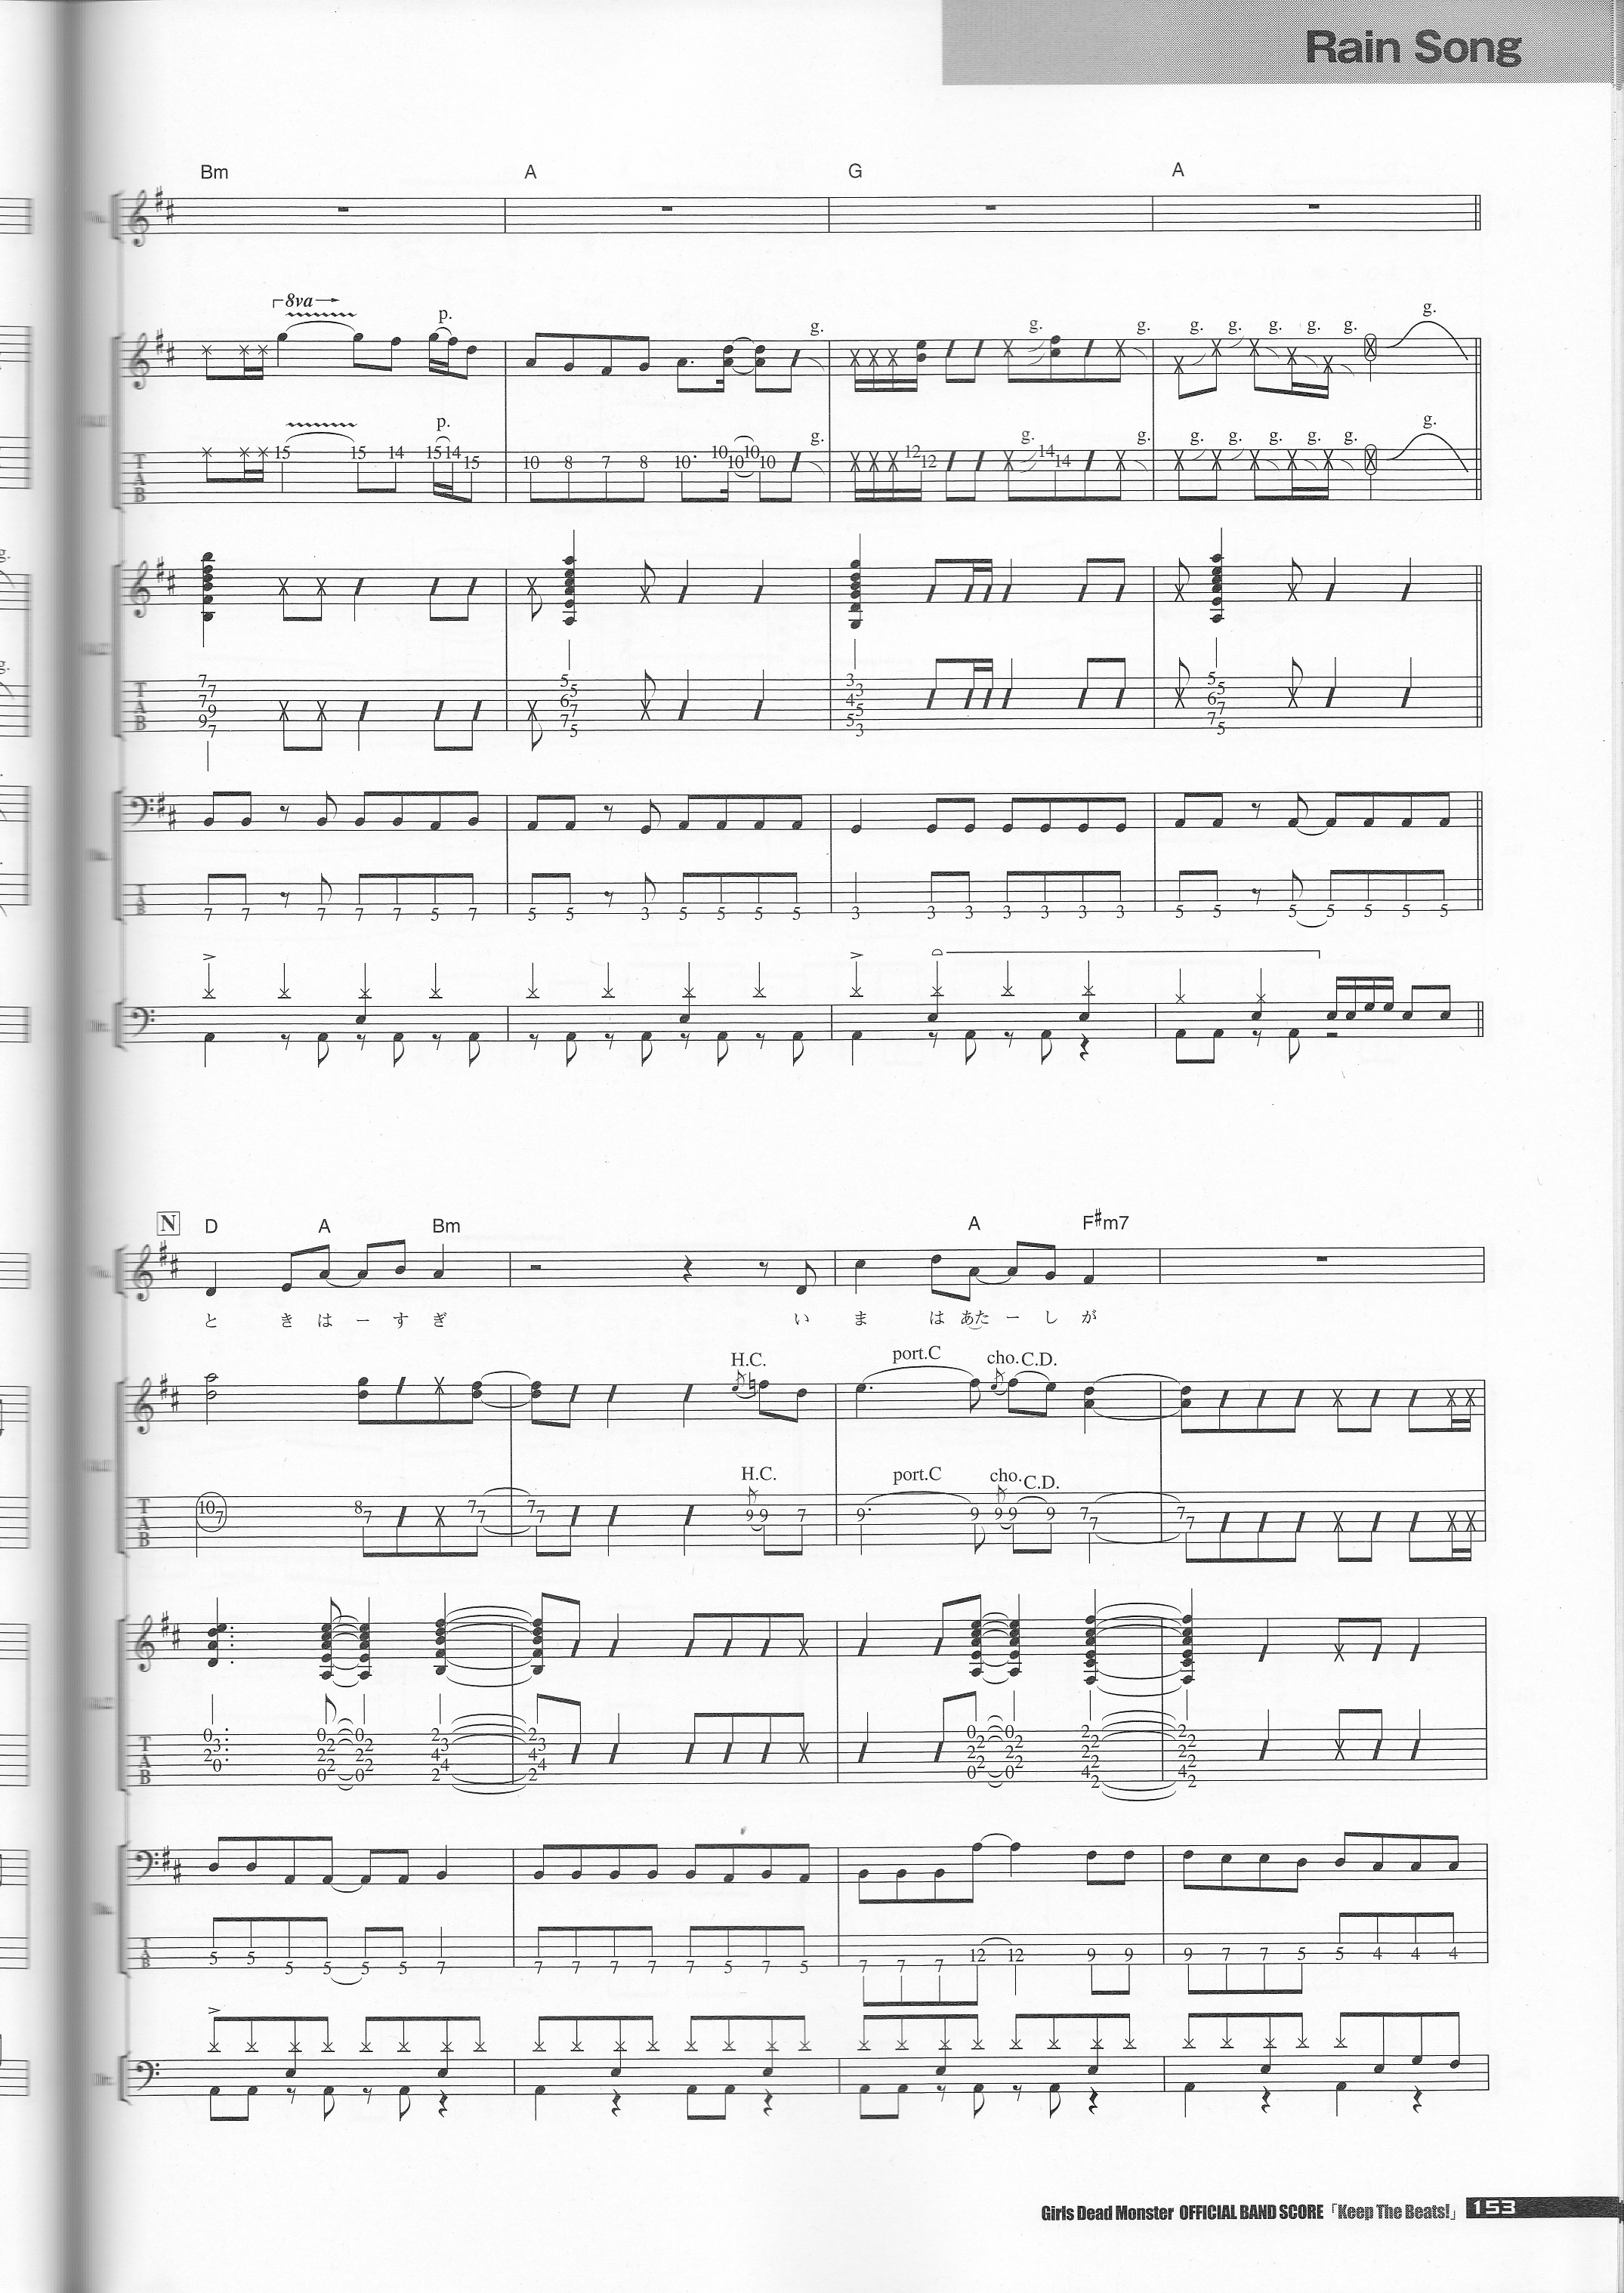 Rain Song
Bm A G A
8va p. g. g. g. g. g. g. g. g. g.
p. g. g. g. g. g. g. g. g. g.
15 15 14 15 14 15 10 8 7 8 10 10 10 10 10 12 12 14 14
T
A
B
7 7 7 9 9 7 5 5 6 7 7 5 3 3 4 5 5 3 5 5 6 7 7 5
T
A
B
7 7 7 7 7 5 7 5 5 3 5 5 5 5 3 3 3 3 3 3 3 5 5 5 5 5 5 5
T
A
B
N D A Bm A F#m7
と き は ー す ぎ い ま は あた ー し が
H.C. port.C cho. C.D.
H.C. port.C cho. C.D.
10 7 8 7 7 7 7 7 9 9 7 9 9 9 9 9 7 7 7 7
T
A
B
0 3 2 0 0 2 2 2 0 0 2 2 2 0 2 3 4 4 2 2 3 4 4 2 0 2 2 2 0 0 2 2 2 0 2 2 2 2 4 2 2 2 2 2 4 2
T
A
B
5 5 5 5 5 5 7 7 7 7 7 7 5 7 5 7 7 7 12 12 9 9 9 7 7 5 5 4 4 4
T
A
B
Girls Dead Monster OFFICIAL BAND SCORE「Keep The Beats!」 153